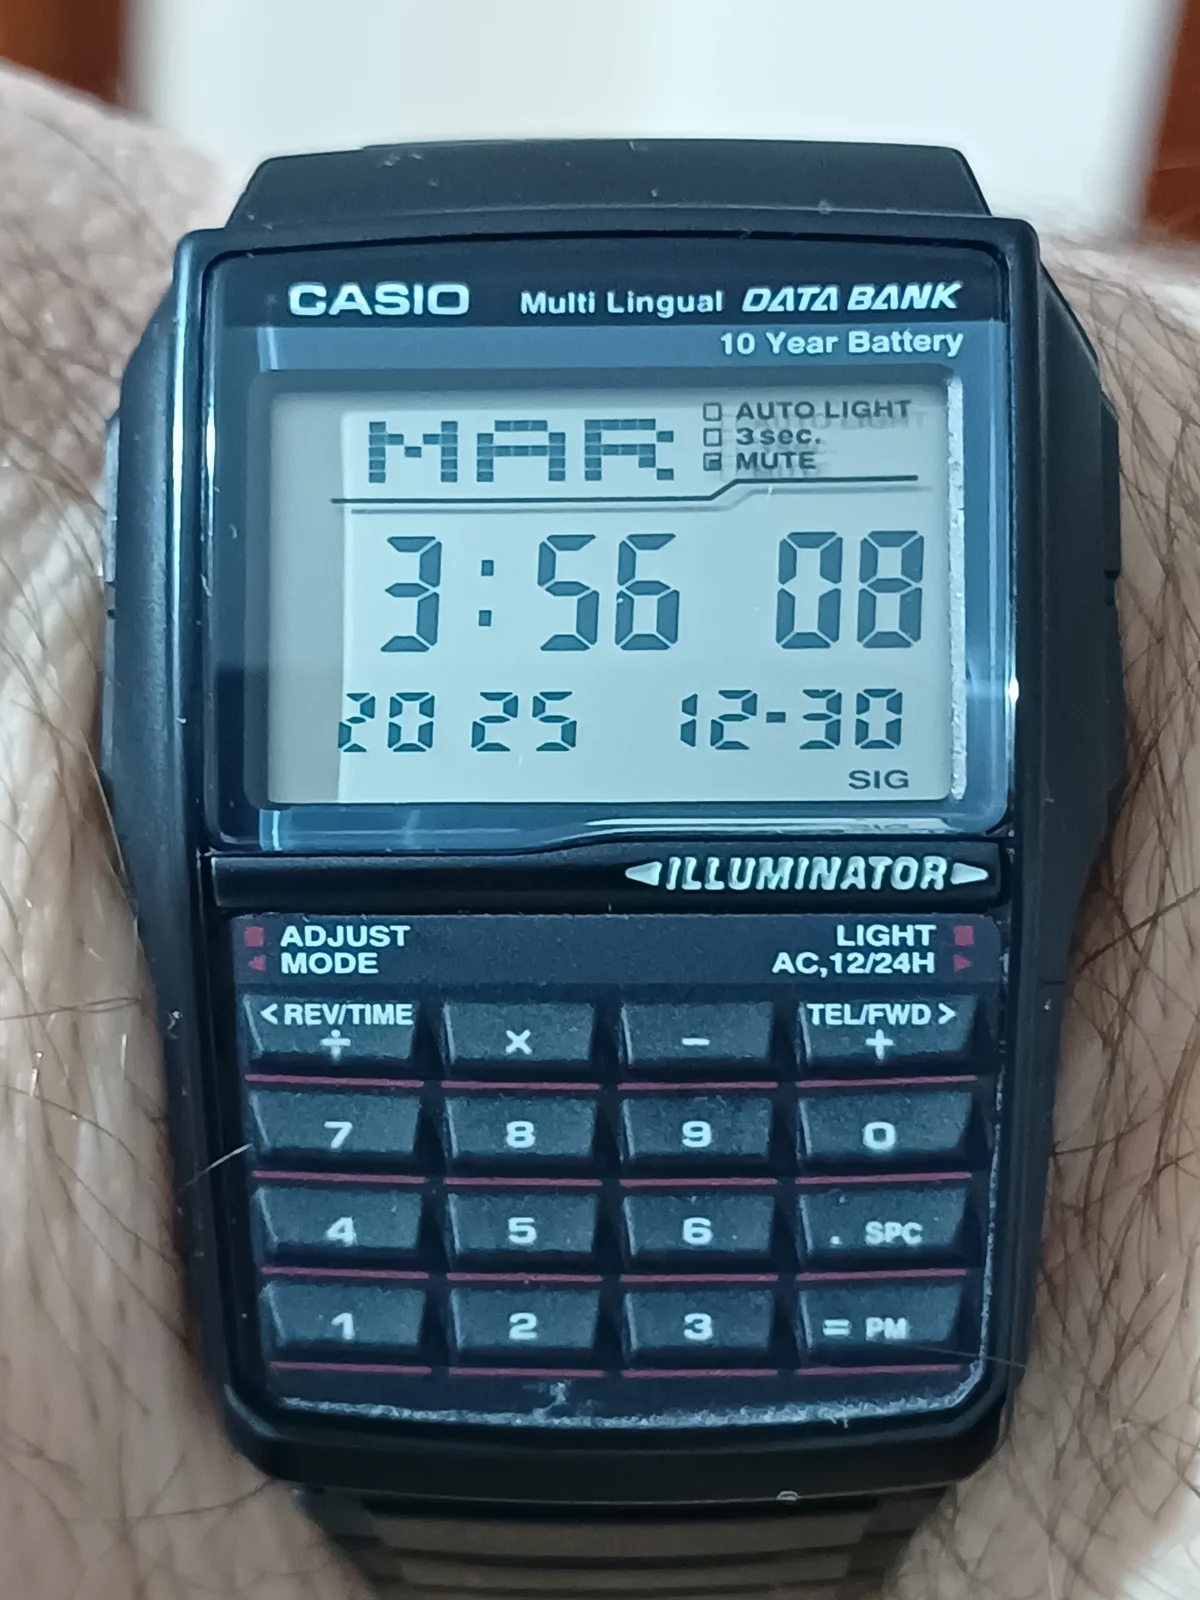 CASIO Multi Lingual DATA BANK
10 Year Battery
MAR
AUTO LIGHT
3 sec.
MUTE
3:56 08
20 25 12-30
SIG
ILLUMINATOR
ADJUST LIGHT
MODE AC,12/24H
< REV/TIME TEL/FWD >
÷ × − +
7 8 9 0
4 5 6 . SPC
1 2 3 = PM